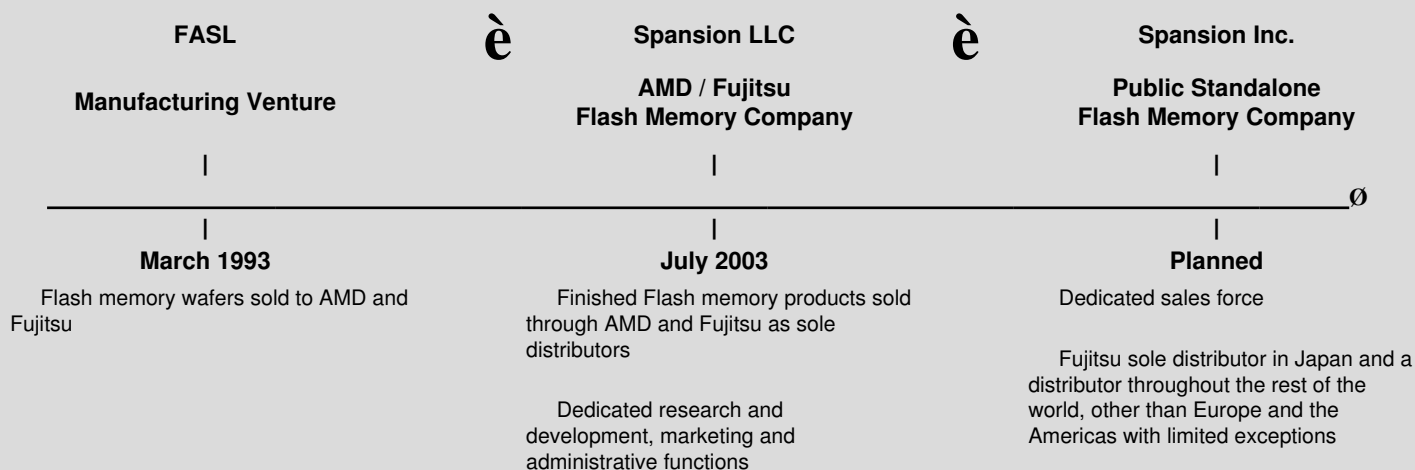 FASL è Spansion LLC è Spansion Inc.
Manufacturing Venture
AMD / Fujitsu
Flash Memory Company
Public Standalone
Flash Memory Company
| | |
Ø
| | |
March 1993
Flash memory wafers sold to AMD and
Fujitsu
July 2003
Finished Flash memory products sold
through AMD and Fujitsu as sole
distributors
Dedicated research and
development, marketing and
administrative functions
Planned
Dedicated sales force
Fujitsu sole distributor in Japan and a
distributor throughout the rest of the
world, other than Europe and the
Americas with limited exceptions